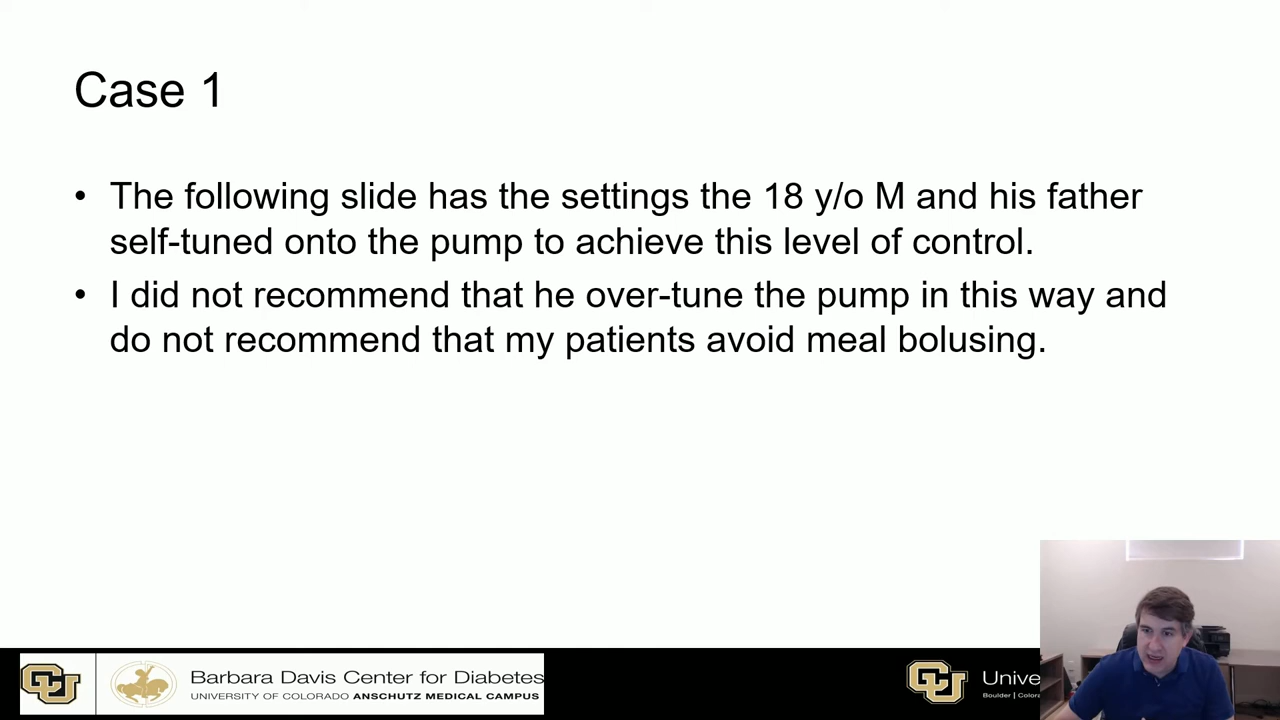 Case 1
• The following slide has the settings the 18 y/o M and his father
self-tuned onto the pump to achieve this level of control.
• I did not recommend that he over-tune the pump in this way and
do not recommend that my patients avoid meal bolusing.
CU
Barbara Davis Center for Diabetes
UNIVERSITY OF COLORADO ANSCHUTZ MEDICAL CAMPUS
CU
Unive
Boulder | Colora